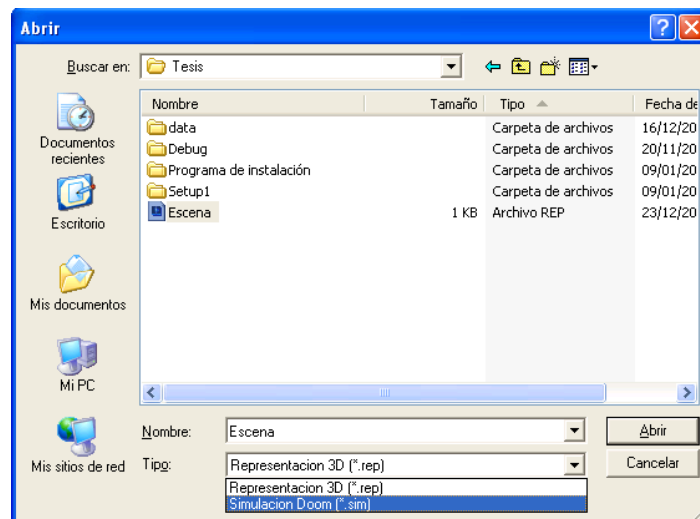 Abrir
Buscar en: Tesis
Nombre Tamaño Tipo Fecha de
data Carpeta de archivos 16/12/20
Debug Carpeta de archivos 20/11/20
Programa de instalación Carpeta de archivos 09/01/20
Setup1 Carpeta de archivos 09/01/20
Escena 1 KB Archivo REP 23/12/20
Documentos
recientes
Escritorio
Mis documentos
Mi PC
Mis sitios de red
Nombre: Escena Abrir
Tipo: Representacion 3D (*.rep) Cancelar
Representacion 3D (*.rep)
Simulacion Doom (*.sim)